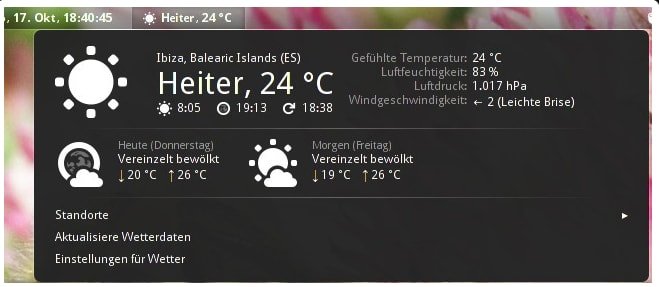 , 17. Okt, 18:40:45 Heiter, 24 °C
Ibiza, Balearic Islands (ES)
Heiter, 24 °C
8:05 19:13 18:38
Gefühlte Temperatur: 24 °C
Luftfeuchtigkeit: 83 %
Luftdruck: 1.017 hPa
Windgeschwindigkeit: ← 2 (Leichte Brise)
Heute (Donnerstag)
Vereinzelt bewölkt
↓ 20 °C ↑ 26 °C
Morgen (Freitag)
Vereinzelt bewölkt
↓ 19 °C ↑ 26 °C
Standorte ▸
Aktualisiere Wetterdaten
Einstellungen für Wetter